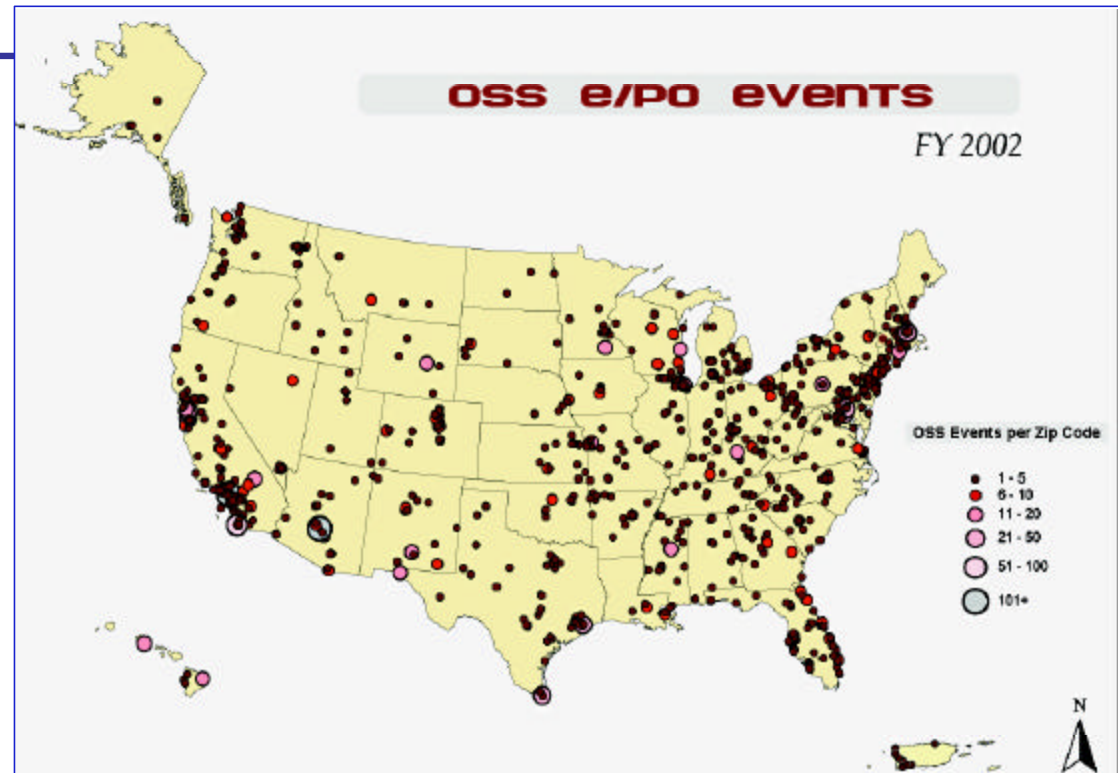 OSS E/PO EVENTS
FY 2002
OSS Events per Zip Code
1 - 5
6 - 10
11 - 20
21 - 50
51 - 100
101+
N